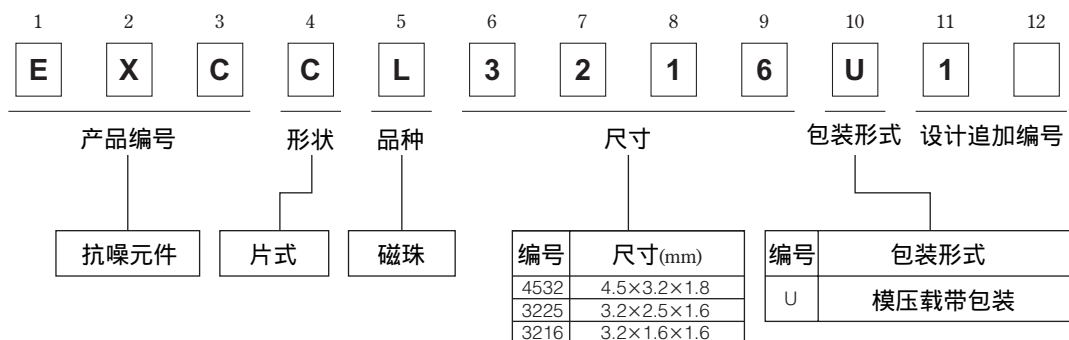 1 2 3 4 5 6 7 8 9 10 11 12
E X C C L 3 2 1 6 U 1
产品编号 形状 品种 尺寸 包装形式 设计追加编号
抗噪元件 片式 磁珠
编号 尺寸(mm)
4532 4.5×3.2×1.8
3225 3.2×2.5×1.6
3216 3.2×1.6×1.6
编号 包装形式
U 模压载带包装